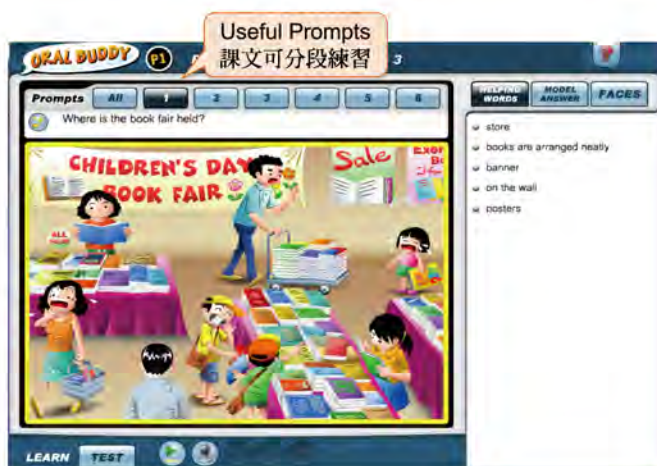 Useful Prompts
課文可分段練習
ORAL BUDDY
P1
3
Prompts
All
1
2
3
4
5
6
Where is the book fair held?
CHILDREN'S DAY
BOOK FAIR
Sale
HELPING
WORDS
MODEL
ANSWER
FACES
store
books are arranged neatly
banner
on the wall
posters
LEARN
TEST